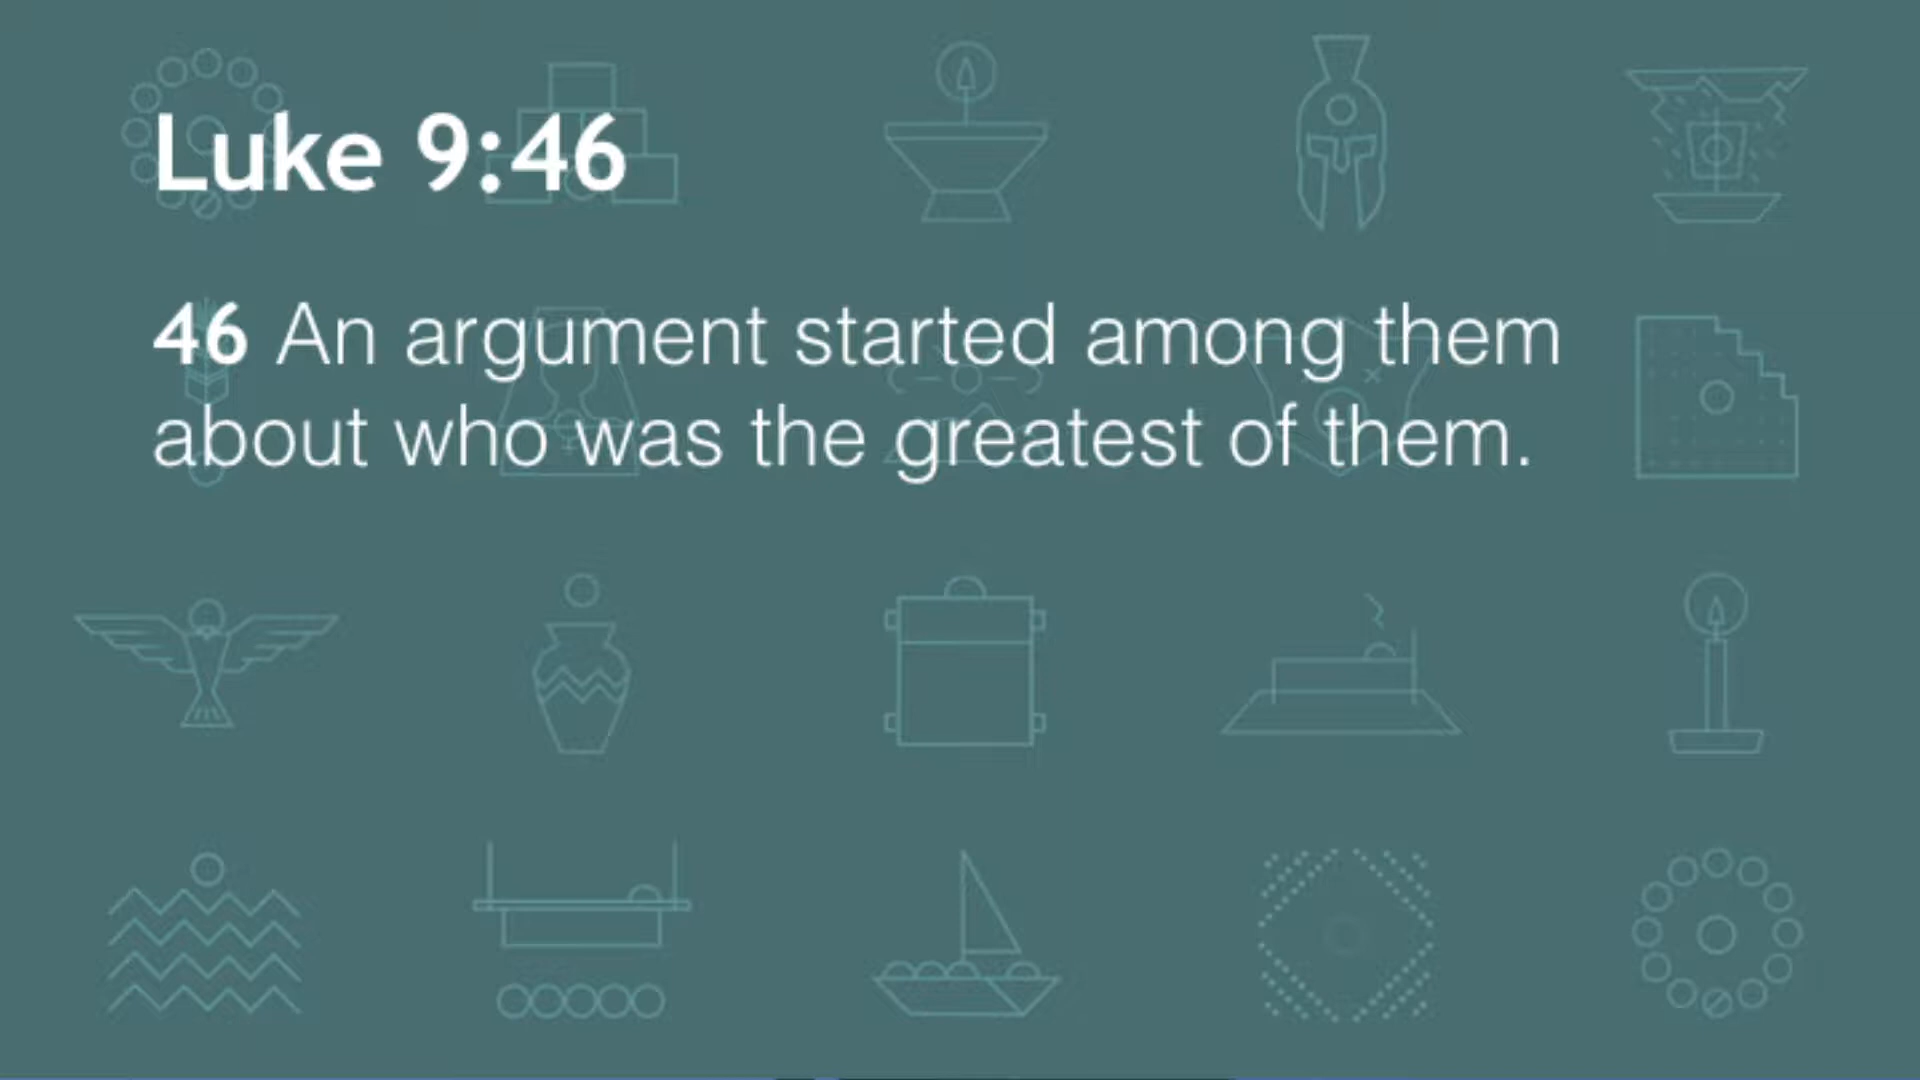 Luke 9:46
46 An argument started among them
about who was the greatest of them.